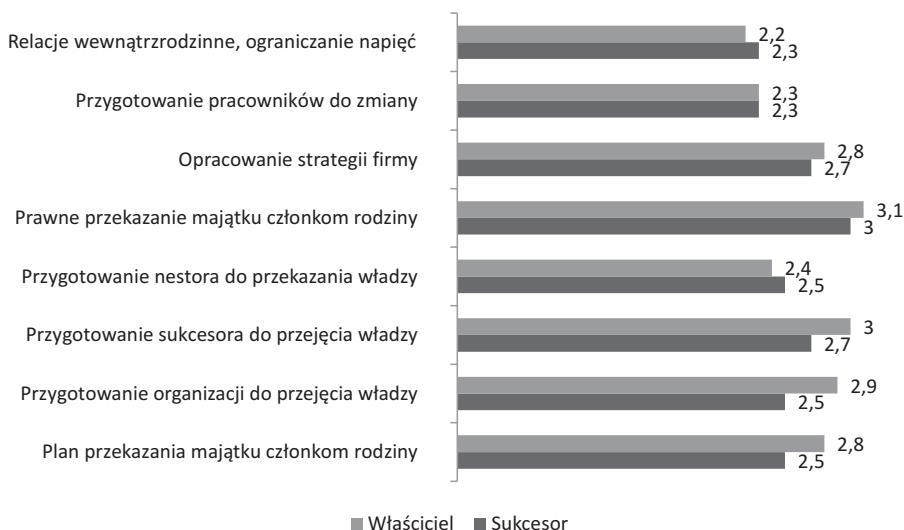 Relacje wewnątrzrodzinne, ograniczanie napięć
2,2
2,3
Przygotowanie pracowników do zmiany
2,3
2,3
Opracowanie strategii firmy
2,8
2,7
Prawne przekazanie majątku członkom rodziny
3,1
3
Przygotowanie nestora do przekazania władzy
2,4
2,5
Przygotowanie sukcesora do przejęcia władzy
3
2,7
Przygotowanie organizacji do przejęcia władzy
2,9
2,5
Plan przekazania majątku członkom rodziny
2,8
2,5
Właściciel Sukcesor